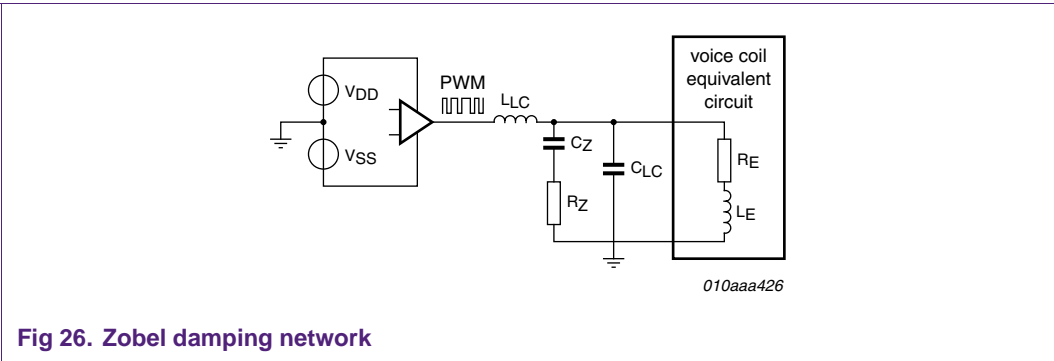 voice coil
equivalent
circuit
PWM
VDD
LLC
CZ
CLC
RE
VSS
RZ
LE
010aaa426
Fig 26. Zobel damping network